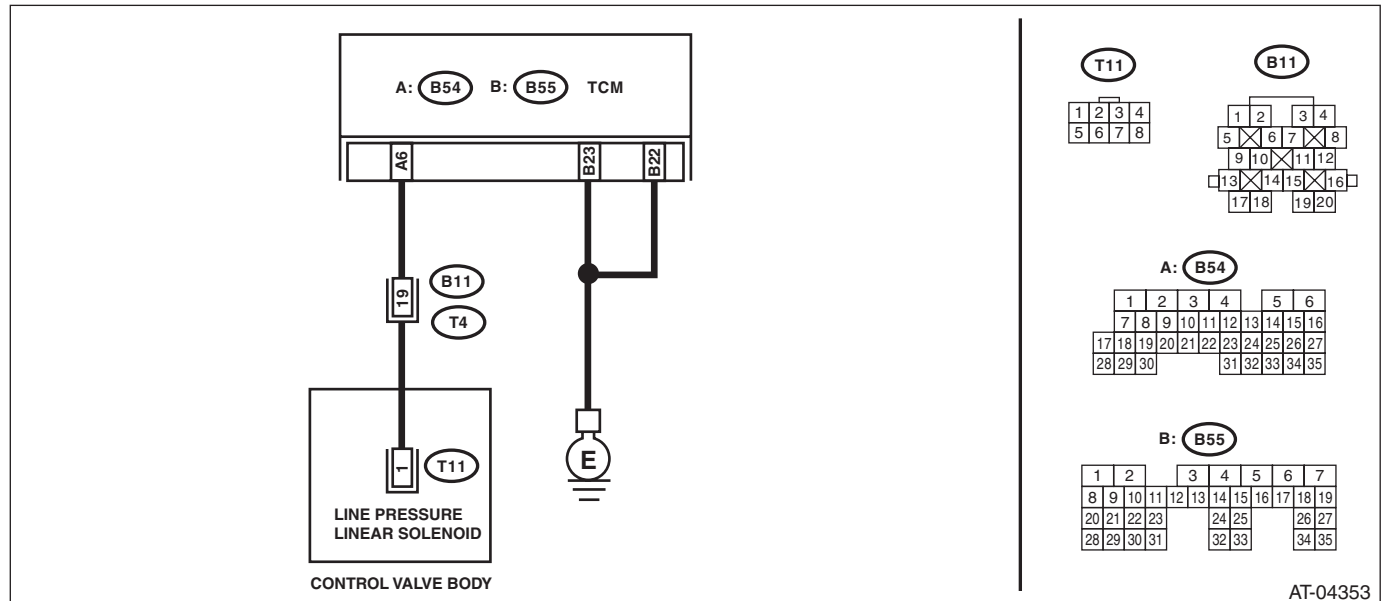 A: B54 B: B55 TCM
A6 B23 B22
19
B11
T4
1
T11
LINE PRESSURE
LINEAR SOLENOID
CONTROL VALVE BODY
E
T11
1 2 3 4
5 6 7 8
B11
1 2 3 4
5 6 7 8
9 10 11 12
13 14 15 16
17 18 19 20
A: B54
1 2 3 4 5 6
7 8 9 10 11 12 13 14 15 16
17 18 19 20 21 22 23 24 25 26 27
28 29 30 31 32 33 34 35
B: B55
1 2 3 4 5 6 7
8 9 10 11 12 13 14 15 16 17 18 19
20 21 22 23 24 25 26 27
28 29 30 31 32 33 34 35
AT-04353